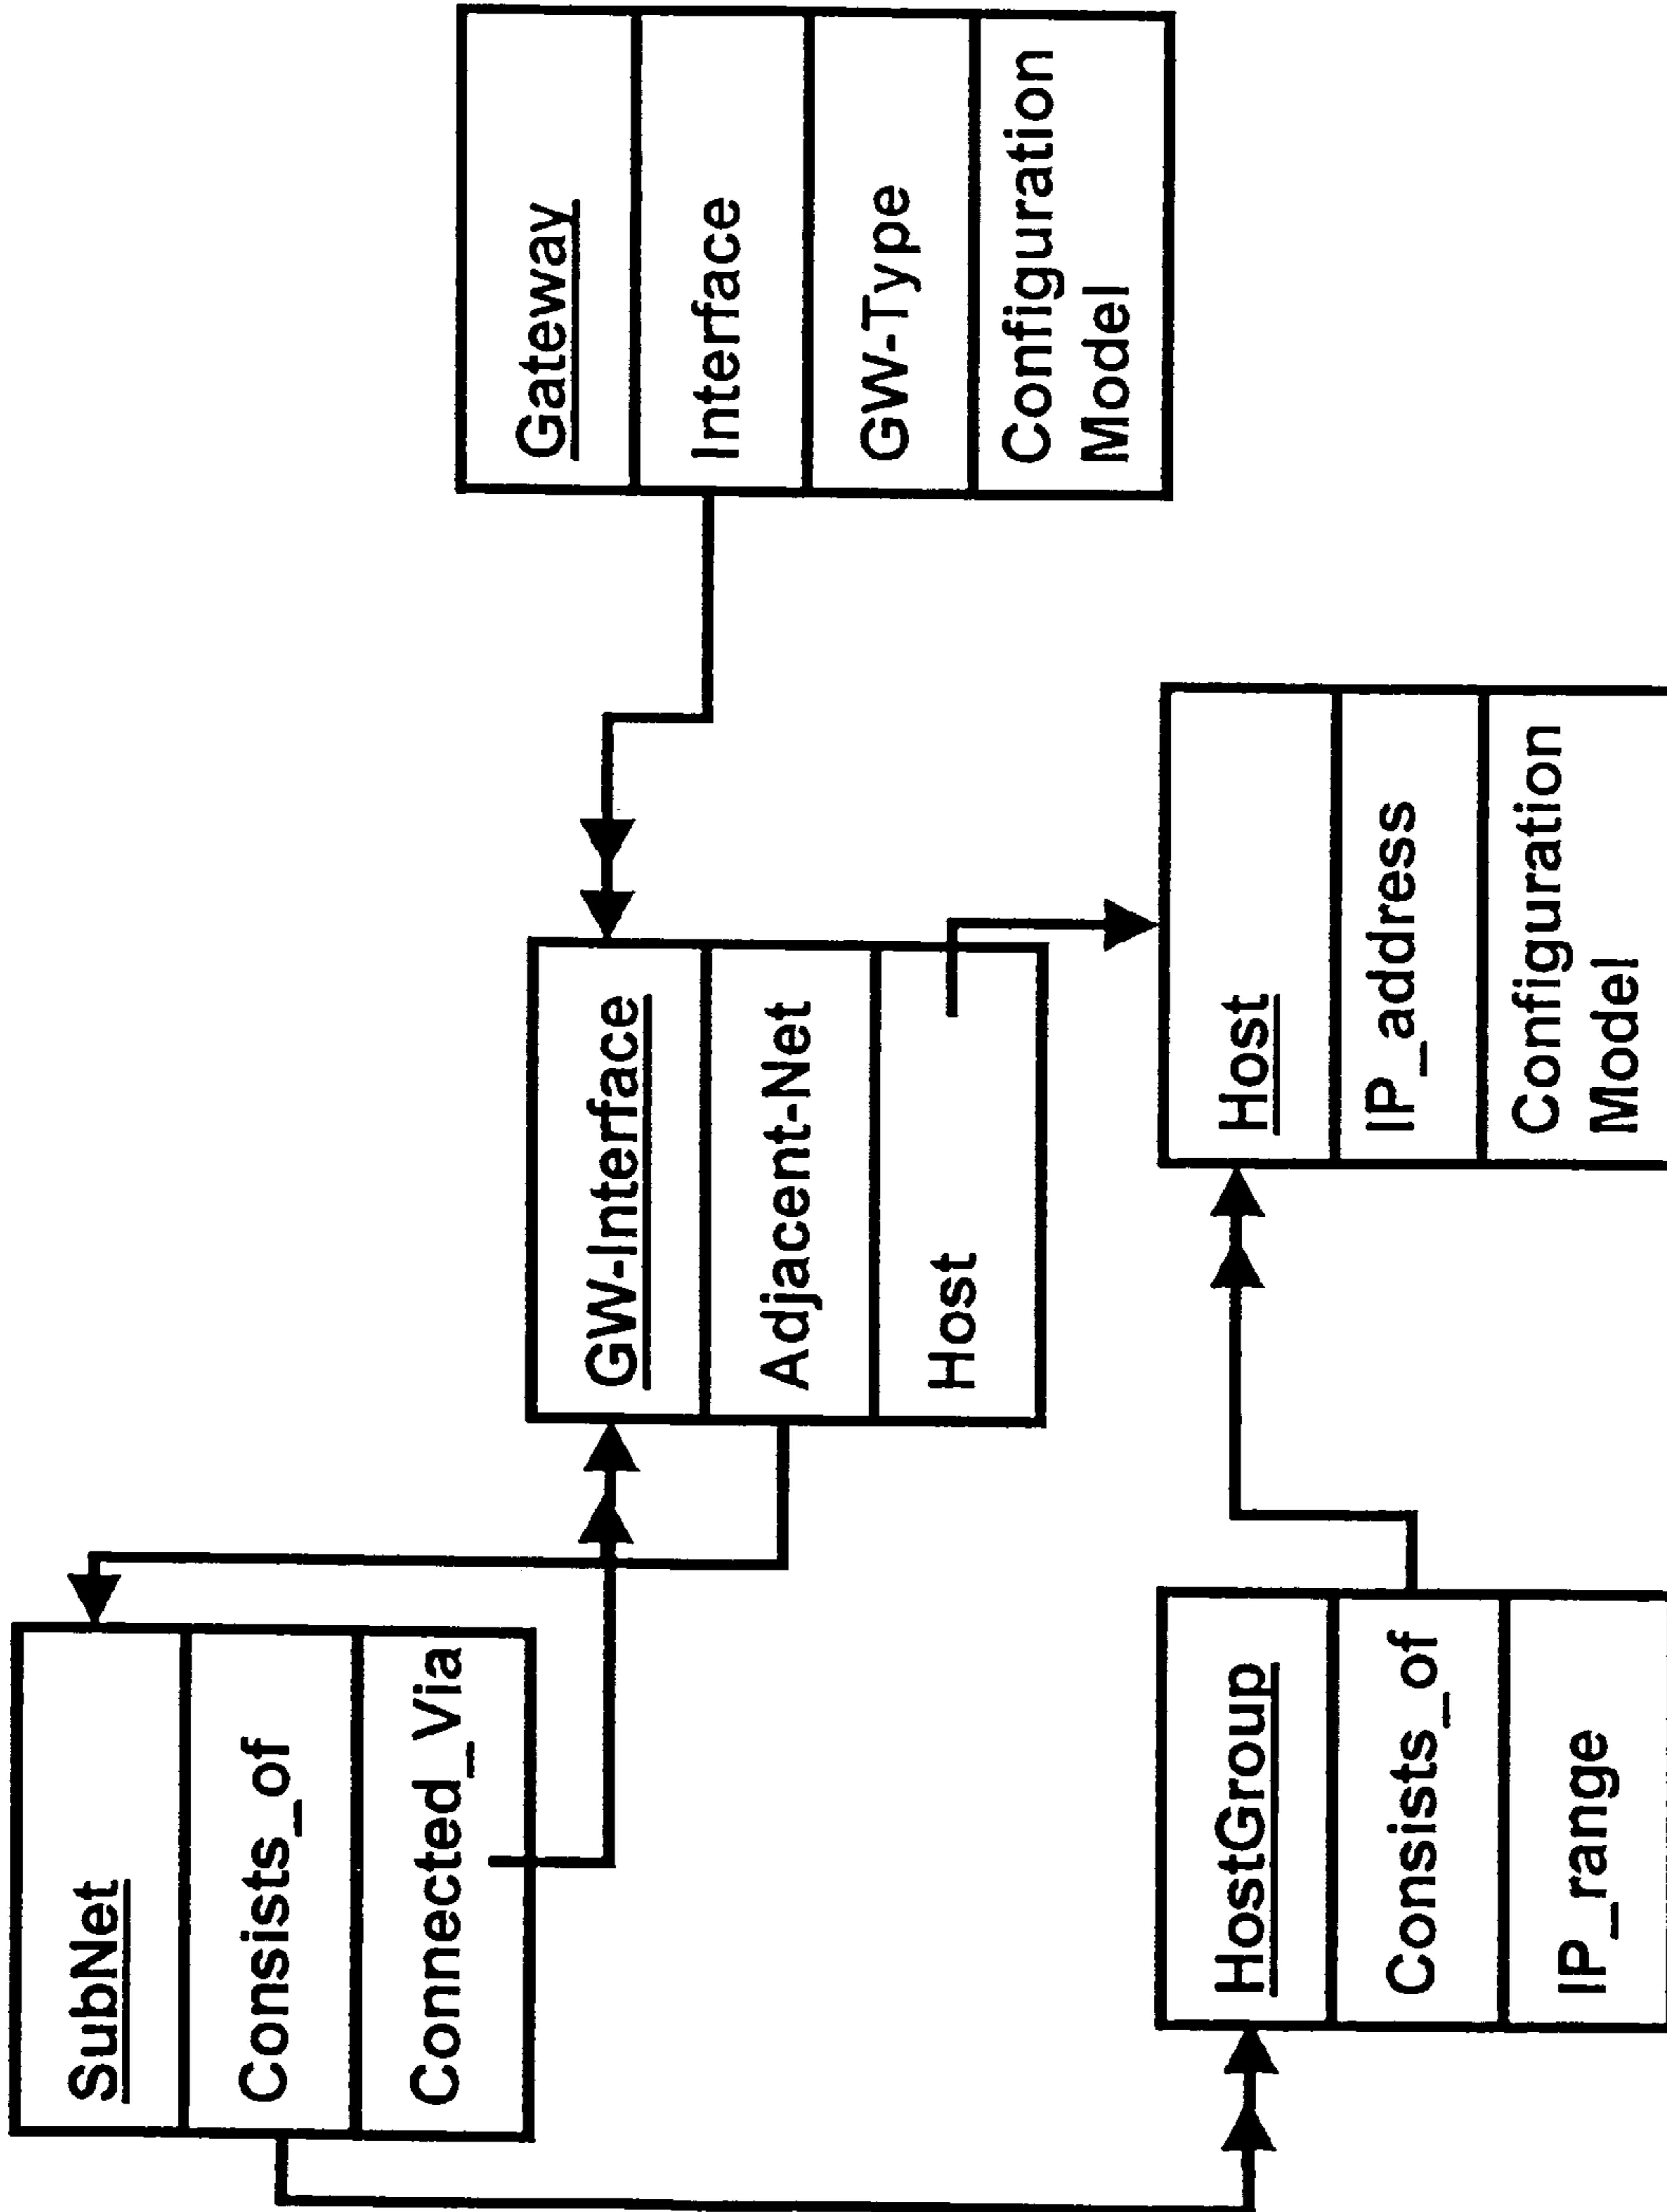 SubNet
Consists_of
Connected_Via
GW-Interface
Adjacent-Net
Host
Gateway
Interface
GW-Type
Configuration
Model
HostGroup
Consists_of
IP_range
Host
IP_address
Configuration
Model